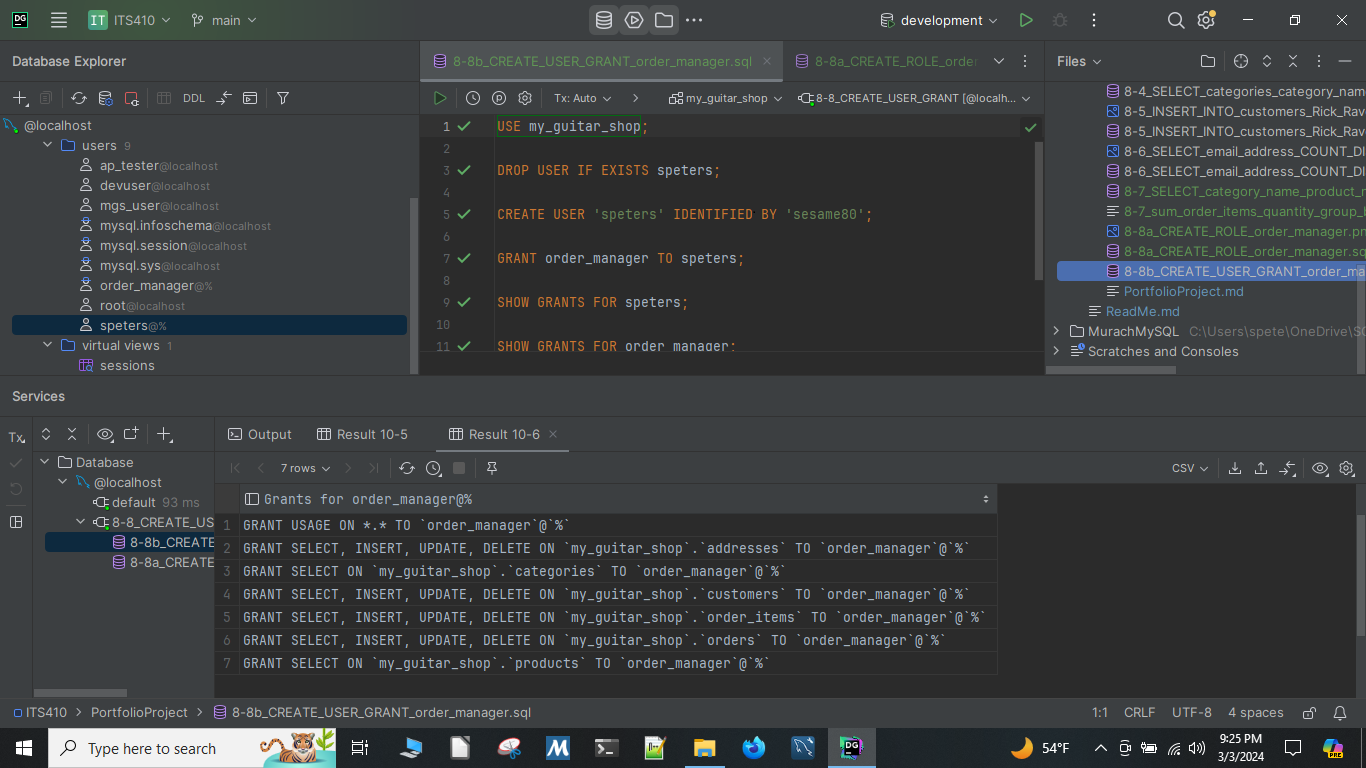 IT ITS410 main development
Database Explorer
DDL
@localhost
users 9
ap_tester@localhost
devuser@localhost
mgs_user@localhost
mysql.infoschema@localhost
mysql.session@localhost
mysql.sys@localhost
order_manager@%
root@localhost
speters@%
virtual views 1
sessions
8-8b_CREATE_USER_GRANT_order_manager.sql 8-8a_CREATE_ROLE_order
Tx: Auto my_guitar_shop 8-8_CREATE_USER_GRANT [@localh...
1 USE my_guitar_shop;
2
3 DROP USER IF EXISTS speters;
4
5 CREATE USER 'speters' IDENTIFIED BY 'sesame80';
6
7 GRANT order_manager TO speters;
8
9 SHOW GRANTS FOR speters;
10
11 SHOW GRANTS FOR order_manager;
Files
8-4_SELECT_categories_category_nam
8-5_INSERT_INTO_customers_Rick_Rav
8-5_INSERT_INTO_customers_Rick_Rav
8-6_SELECT_email_address_COUNT_DI
8-6_SELECT_email_address_COUNT_DI
8-7_SELECT_category_name_product_n
8-7_sum_order_items_quantity_group_
8-8a_CREATE_ROLE_order_manager.pn
8-8a_CREATE_ROLE_order_manager.sq
8-8b_CREATE_USER_GRANT_order_ma
PortfolioProject.md
ReadMe.md
MurachMySQL C:\Users\spete\OneDrive\SC
Scratches and Consoles
Services
Tx
Database
@localhost
default 93 ms
8-8_CREATE_US
8-8b_CREATE
8-8a_CREATE
Output Result 10-5 Result 10-6
7 rows CSV
Grants for order_manager@%
1 GRANT USAGE ON *.* TO `order_manager`@`%`
2 GRANT SELECT, INSERT, UPDATE, DELETE ON `my_guitar_shop`.`addresses` TO `order_manager`@`%`
3 GRANT SELECT ON `my_guitar_shop`.`categories` TO `order_manager`@`%`
4 GRANT SELECT, INSERT, UPDATE, DELETE ON `my_guitar_shop`.`customers` TO `order_manager`@`%`
5 GRANT SELECT, INSERT, UPDATE, DELETE ON `my_guitar_shop`.`order_items` TO `order_manager`@`%`
6 GRANT SELECT, INSERT, UPDATE, DELETE ON `my_guitar_shop`.`orders` TO `order_manager`@`%`
7 GRANT SELECT ON `my_guitar_shop`.`products` TO `order_manager`@`%`
ITS410 PortfolioProject 8-8b_CREATE_USER_GRANT_order_manager.sql 1:1 CRLF UTF-8 4 spaces
Type here to search 54°F 9:25 PM
3/3/2024